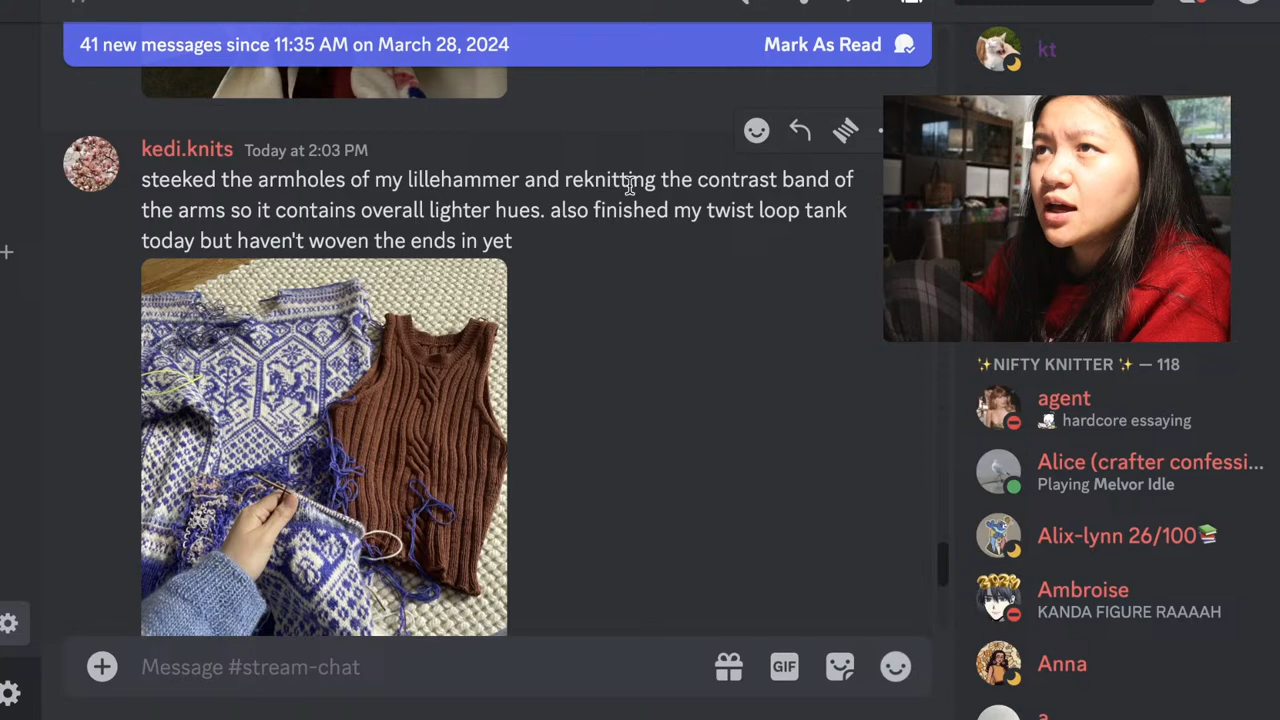 41 new messages since 11:35 AM on March 28, 2024
Mark As Read
kt
kedi.knits Today at 2:03 PM
steeked the armholes of my lillehammer and reknitting the contrast band of
the arms so it contains overall lighter hues. also finished my twist loop tank
today but haven't woven the ends in yet
✨NIFTY KNITTER ✨ — 118
agent
hardcore essaying
Alice (crafter confessi...
Playing Melvor Idle
Alix-lynn 26/100📚
Ambroise
KANDA FIGURE RAAAAH
Anna
Message #stream-chat
GIF